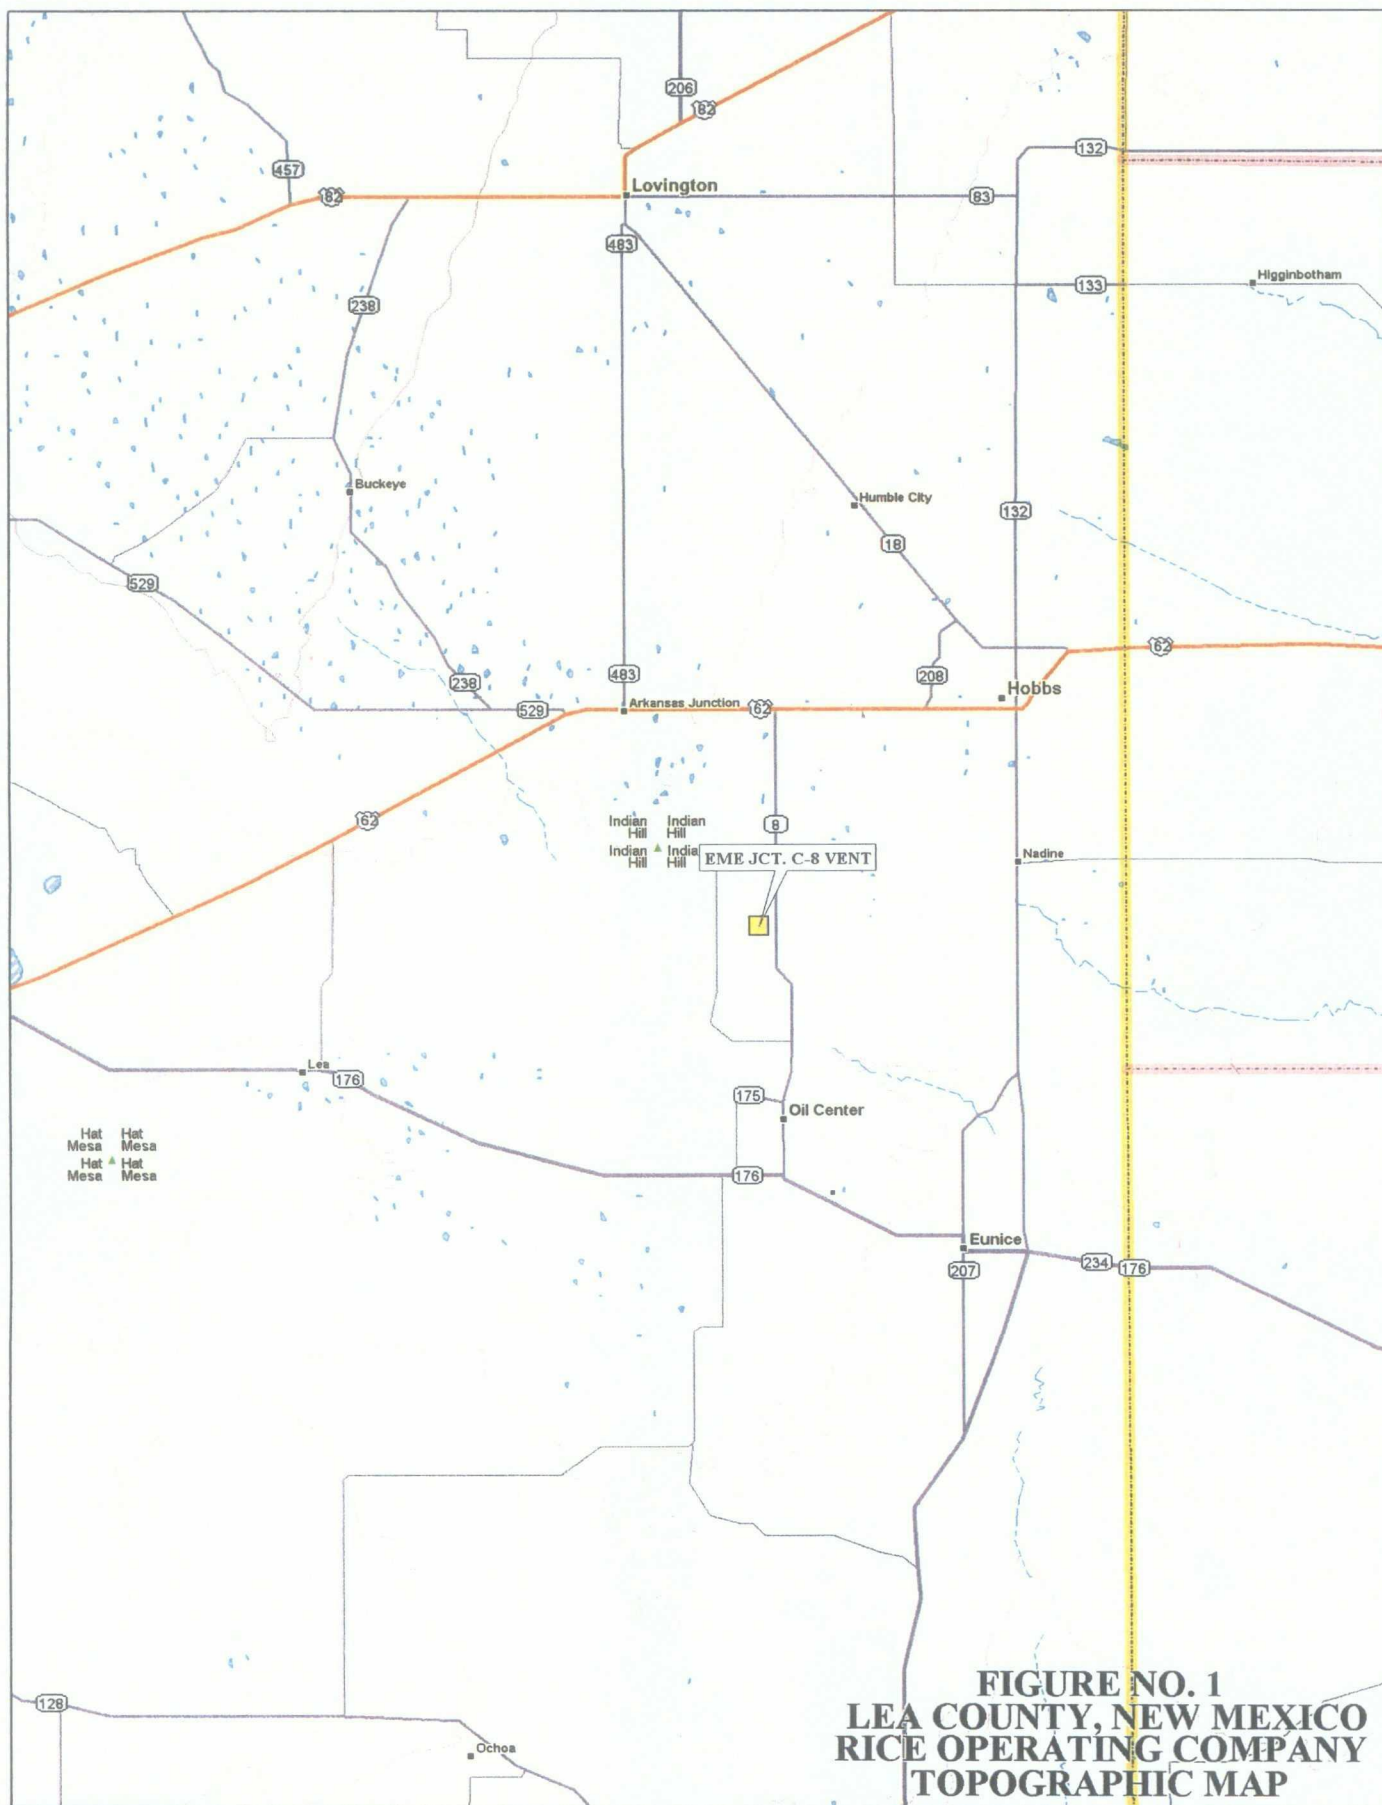 206
82
132
457
82
Lovington
83
483
Higginbotham
133
238
Buckeye
Humble City
132
18
529
62
483
208
238
Hobbs
529
Arkansas Junction
62
62
Indian Indian
Hill Hill
8
Indian India
Hill Hill
EME JCT. C-8 VENT
Nadine
Lea
176
175
Oil Center
Hat Hat
Mesa Mesa
Hat Hat
Mesa Mesa
176
Eunice
234
176
207
128
Ochoa
FIGURE NO. 1
LEA COUNTY, NEW MEXICO
RICE OPERATING COMPANY
TOPOGRAPHIC MAP